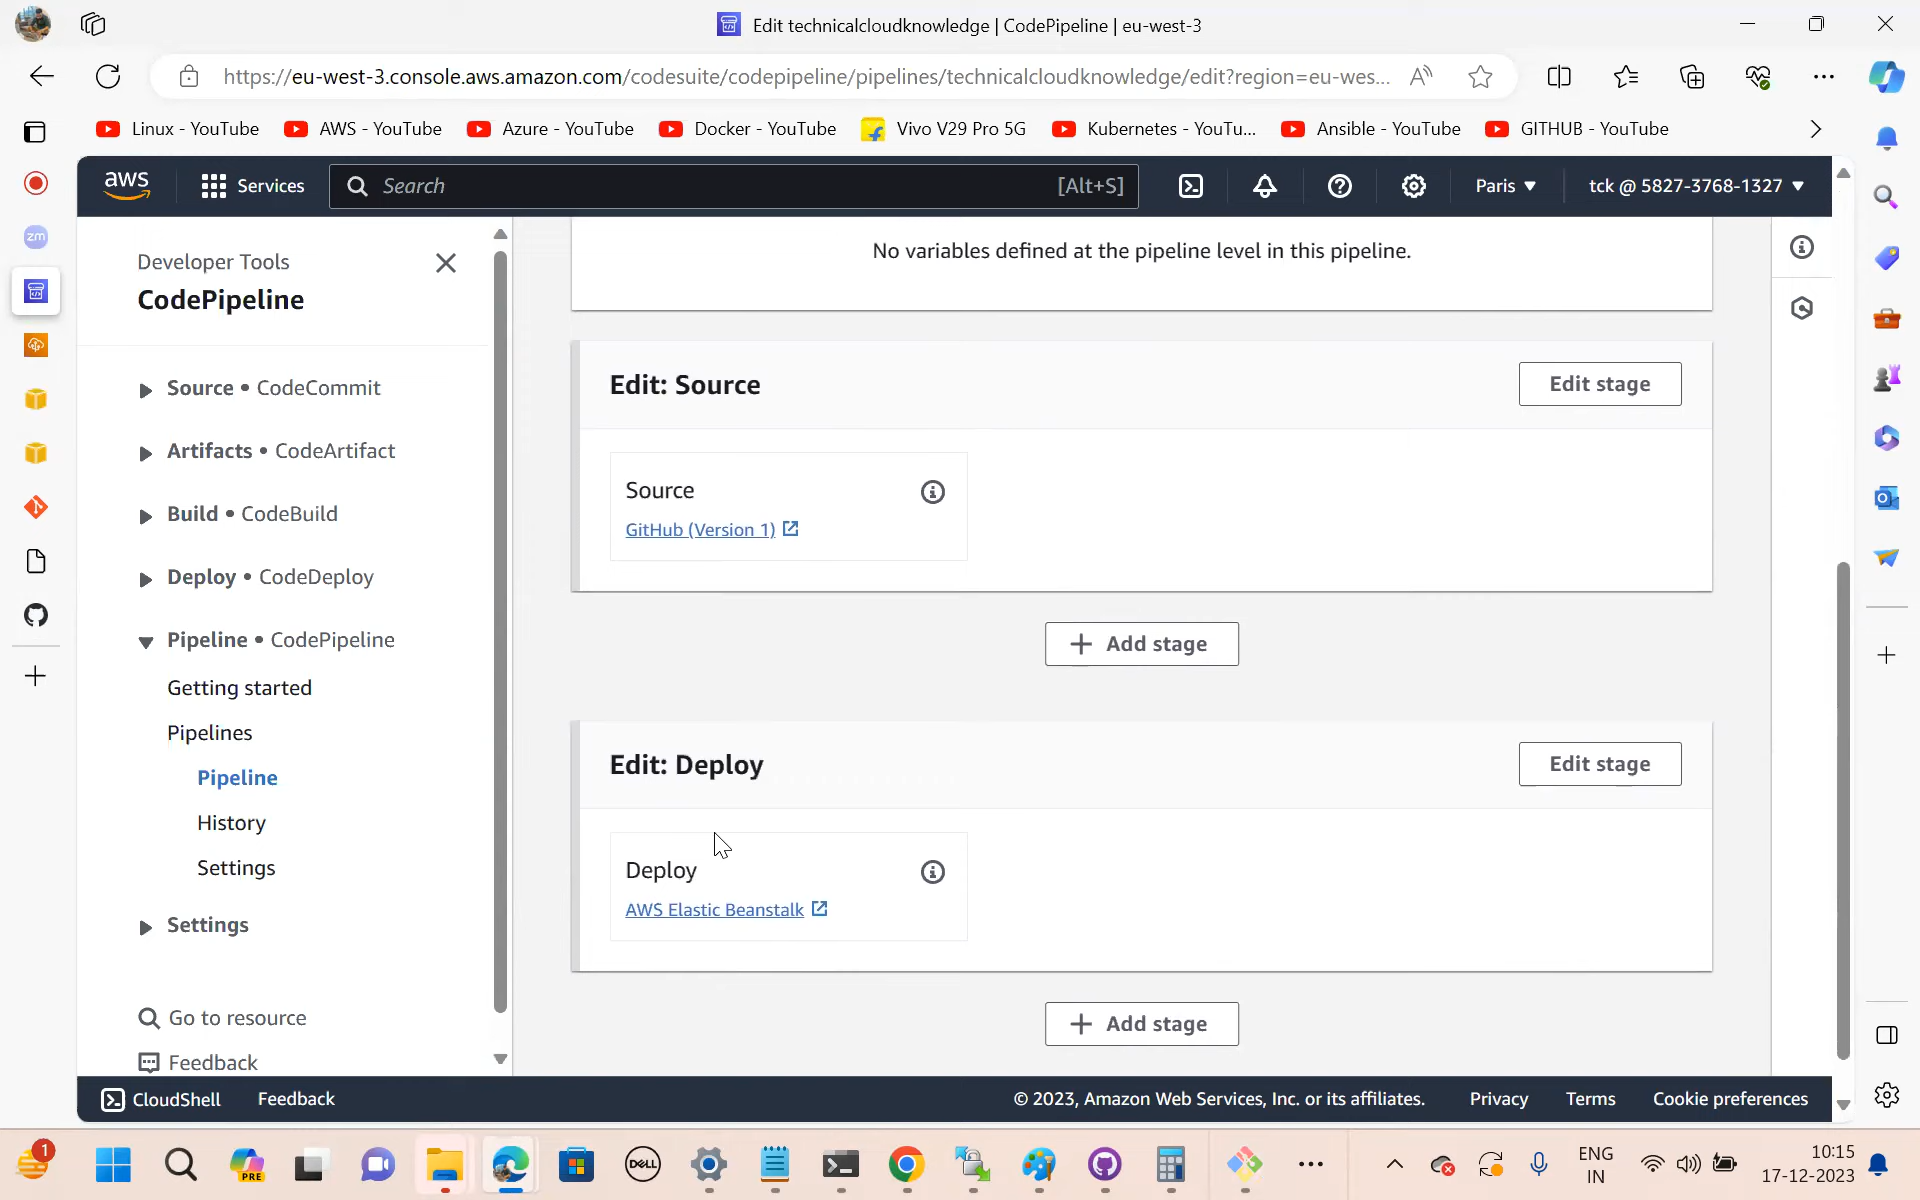 Edit technicalcloudknowledge | CodePipeline | eu-west-3
https://eu-west-3.console.aws.amazon.com/codesuite/codepipeline/pipelines/technicalcloudknowledge/edit?region=eu-wes...
Linux - YouTube
AWS - YouTube
Azure - YouTube
Docker - YouTube
Vivo V29 Pro 5G
Kubernetes - YouTu...
Ansible - YouTube
GITHUB - YouTube
aws
Services
Search
[Alt+S]
Paris
tck @ 5827-3768-1327
zm
Developer Tools
CodePipeline
Source • CodeCommit
Artifacts • CodeArtifact
Build • CodeBuild
Deploy • CodeDeploy
Pipeline • CodePipeline
Getting started
Pipelines
Pipeline
History
Settings
Settings
Go to resource
Feedback
No variables defined at the pipeline level in this pipeline.
Edit: Source
Edit stage
Source
GitHub (Version 1)
Add stage
Edit: Deploy
Edit stage
Deploy
AWS Elastic Beanstalk
Add stage
CloudShell
Feedback
© 2023, Amazon Web Services, Inc. or its affiliates.
Privacy
Terms
Cookie preferences
1
PRE
DELL
ENG
IN
10:15
17-12-2023